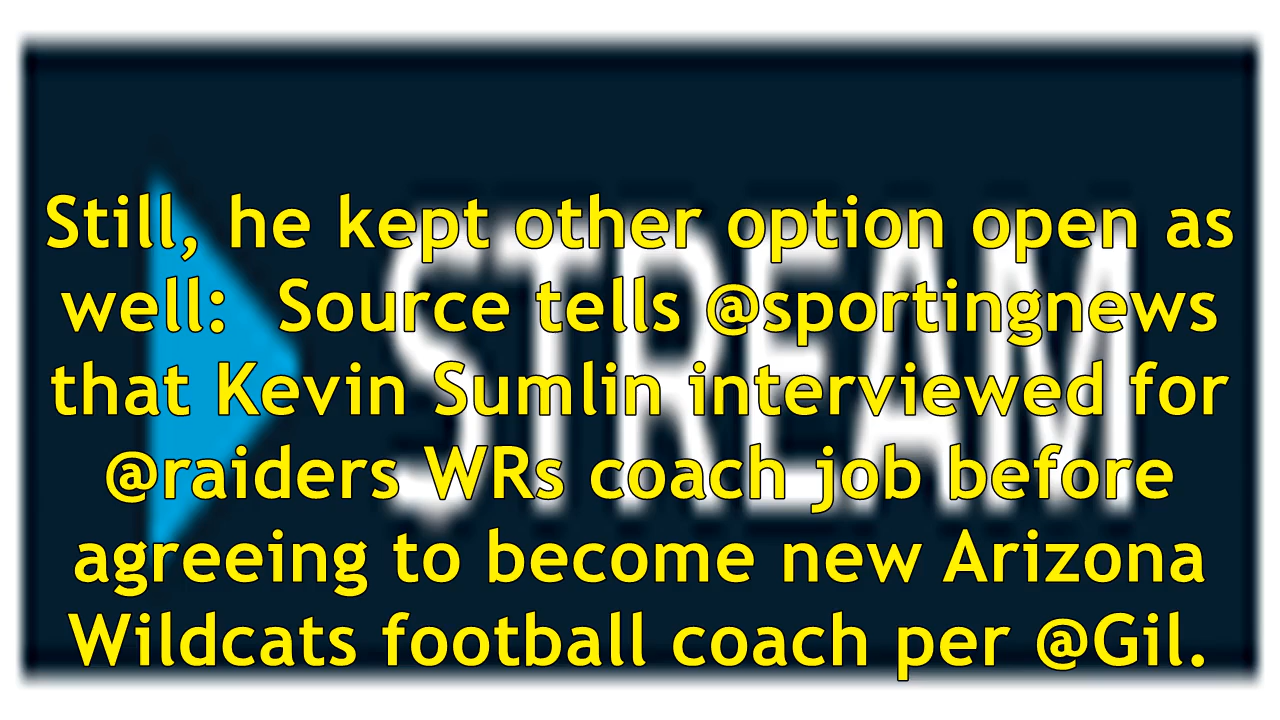 Still, he kept other option open as
well:  Source tells @sportingnews
that Kevin Sumlin interviewed for
@raiders WRs coach job before
agreeing to become new Arizona
Wildcats football coach per @Gil.
STREAM